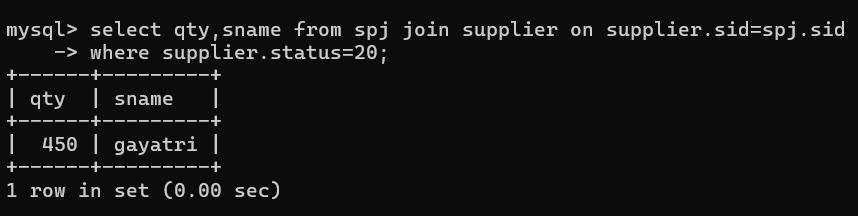 mysql> select qty,sname from spj join supplier on supplier.sid=spj.sid
    -> where supplier.status=20;
+------+---------+
| qty  | sname   |
+------+---------+
|  450 | gayatri |
+------+---------+
1 row in set (0.00 sec)